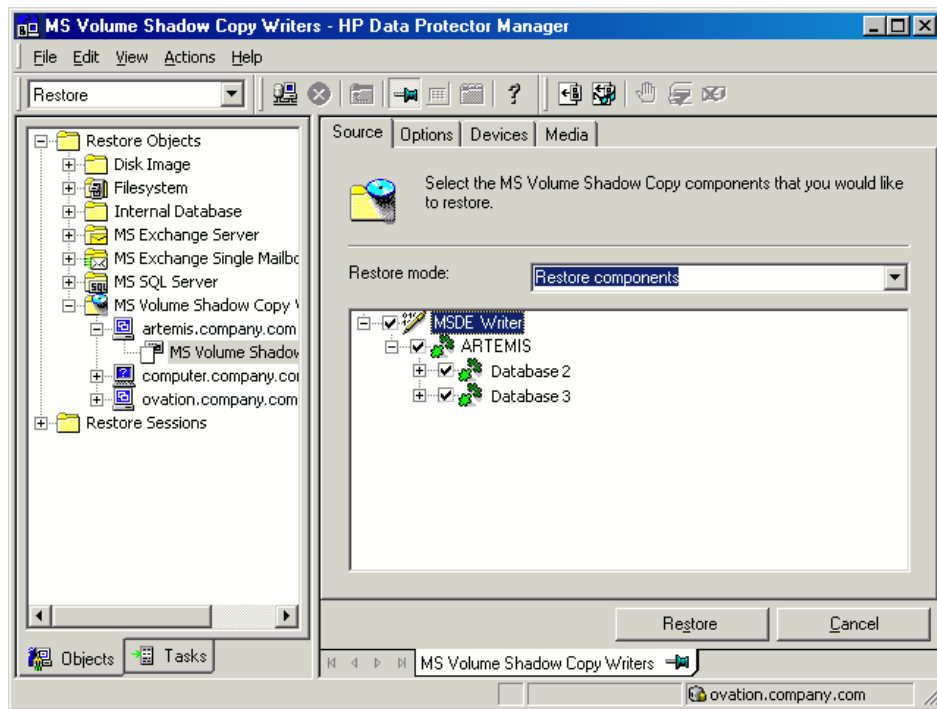 MS Volume Shadow Copy Writers - HP Data Protector Manager
File Edit View Actions Help
Restore
Restore Objects
Disk Image
Filesystem
Internal Database
MS Exchange Server
MS Exchange Single Mailbo
MS SQL Server
MS Volume Shadow Copy
artemis.company.com
MS Volume Shadow
computer.company.co
ovation.company.com
Restore Sessions
Objects Tasks
Source Options Devices Media
Select the MS Volume Shadow Copy components that you would like
to restore.
Restore mode: Restore components
MSDE Writer
ARTEMIS
Database 2
Database 3
Restore Cancel
MS Volume Shadow Copy Writers
ovation.company.com